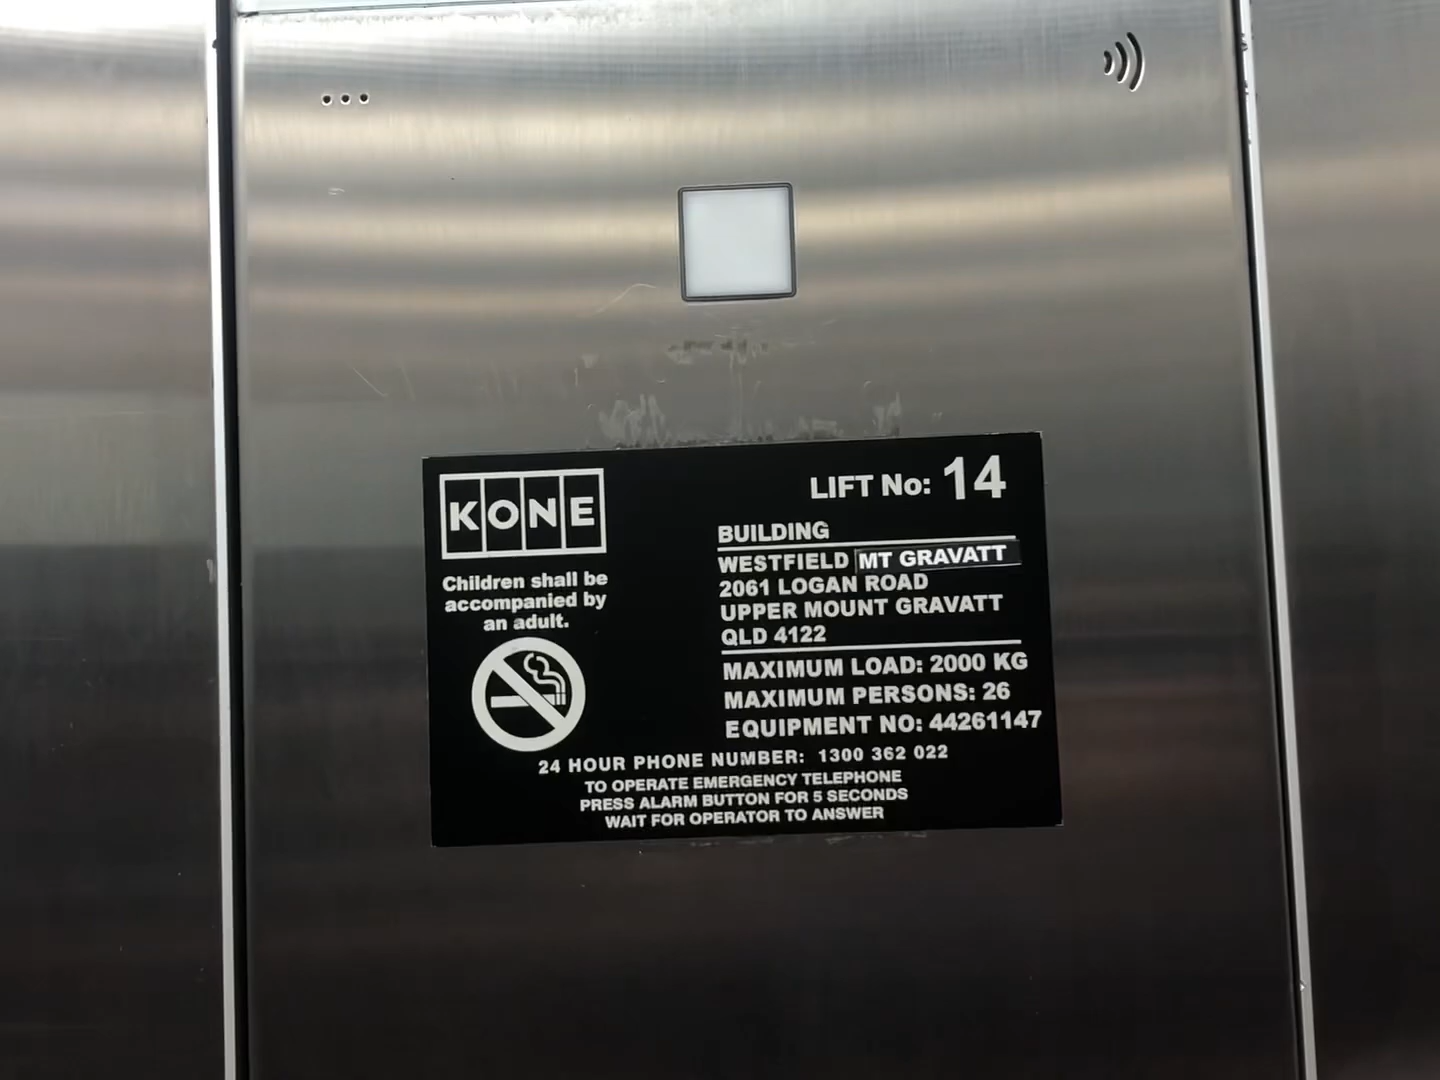 KONE
LIFT No: 14
Children shall be
accompanied by
an adult.
BUILDING
WESTFIELD MT GRAVATT
2061 LOGAN ROAD
UPPER MOUNT GRAVATT
QLD 4122
MAXIMUM LOAD: 2000 KG
MAXIMUM PERSONS: 26
EQUIPMENT NO: 44261147
24 HOUR PHONE NUMBER: 1300 362 022
TO OPERATE EMERGENCY TELEPHONE
PRESS ALARM BUTTON FOR 5 SECONDS
WAIT FOR OPERATOR TO ANSWER